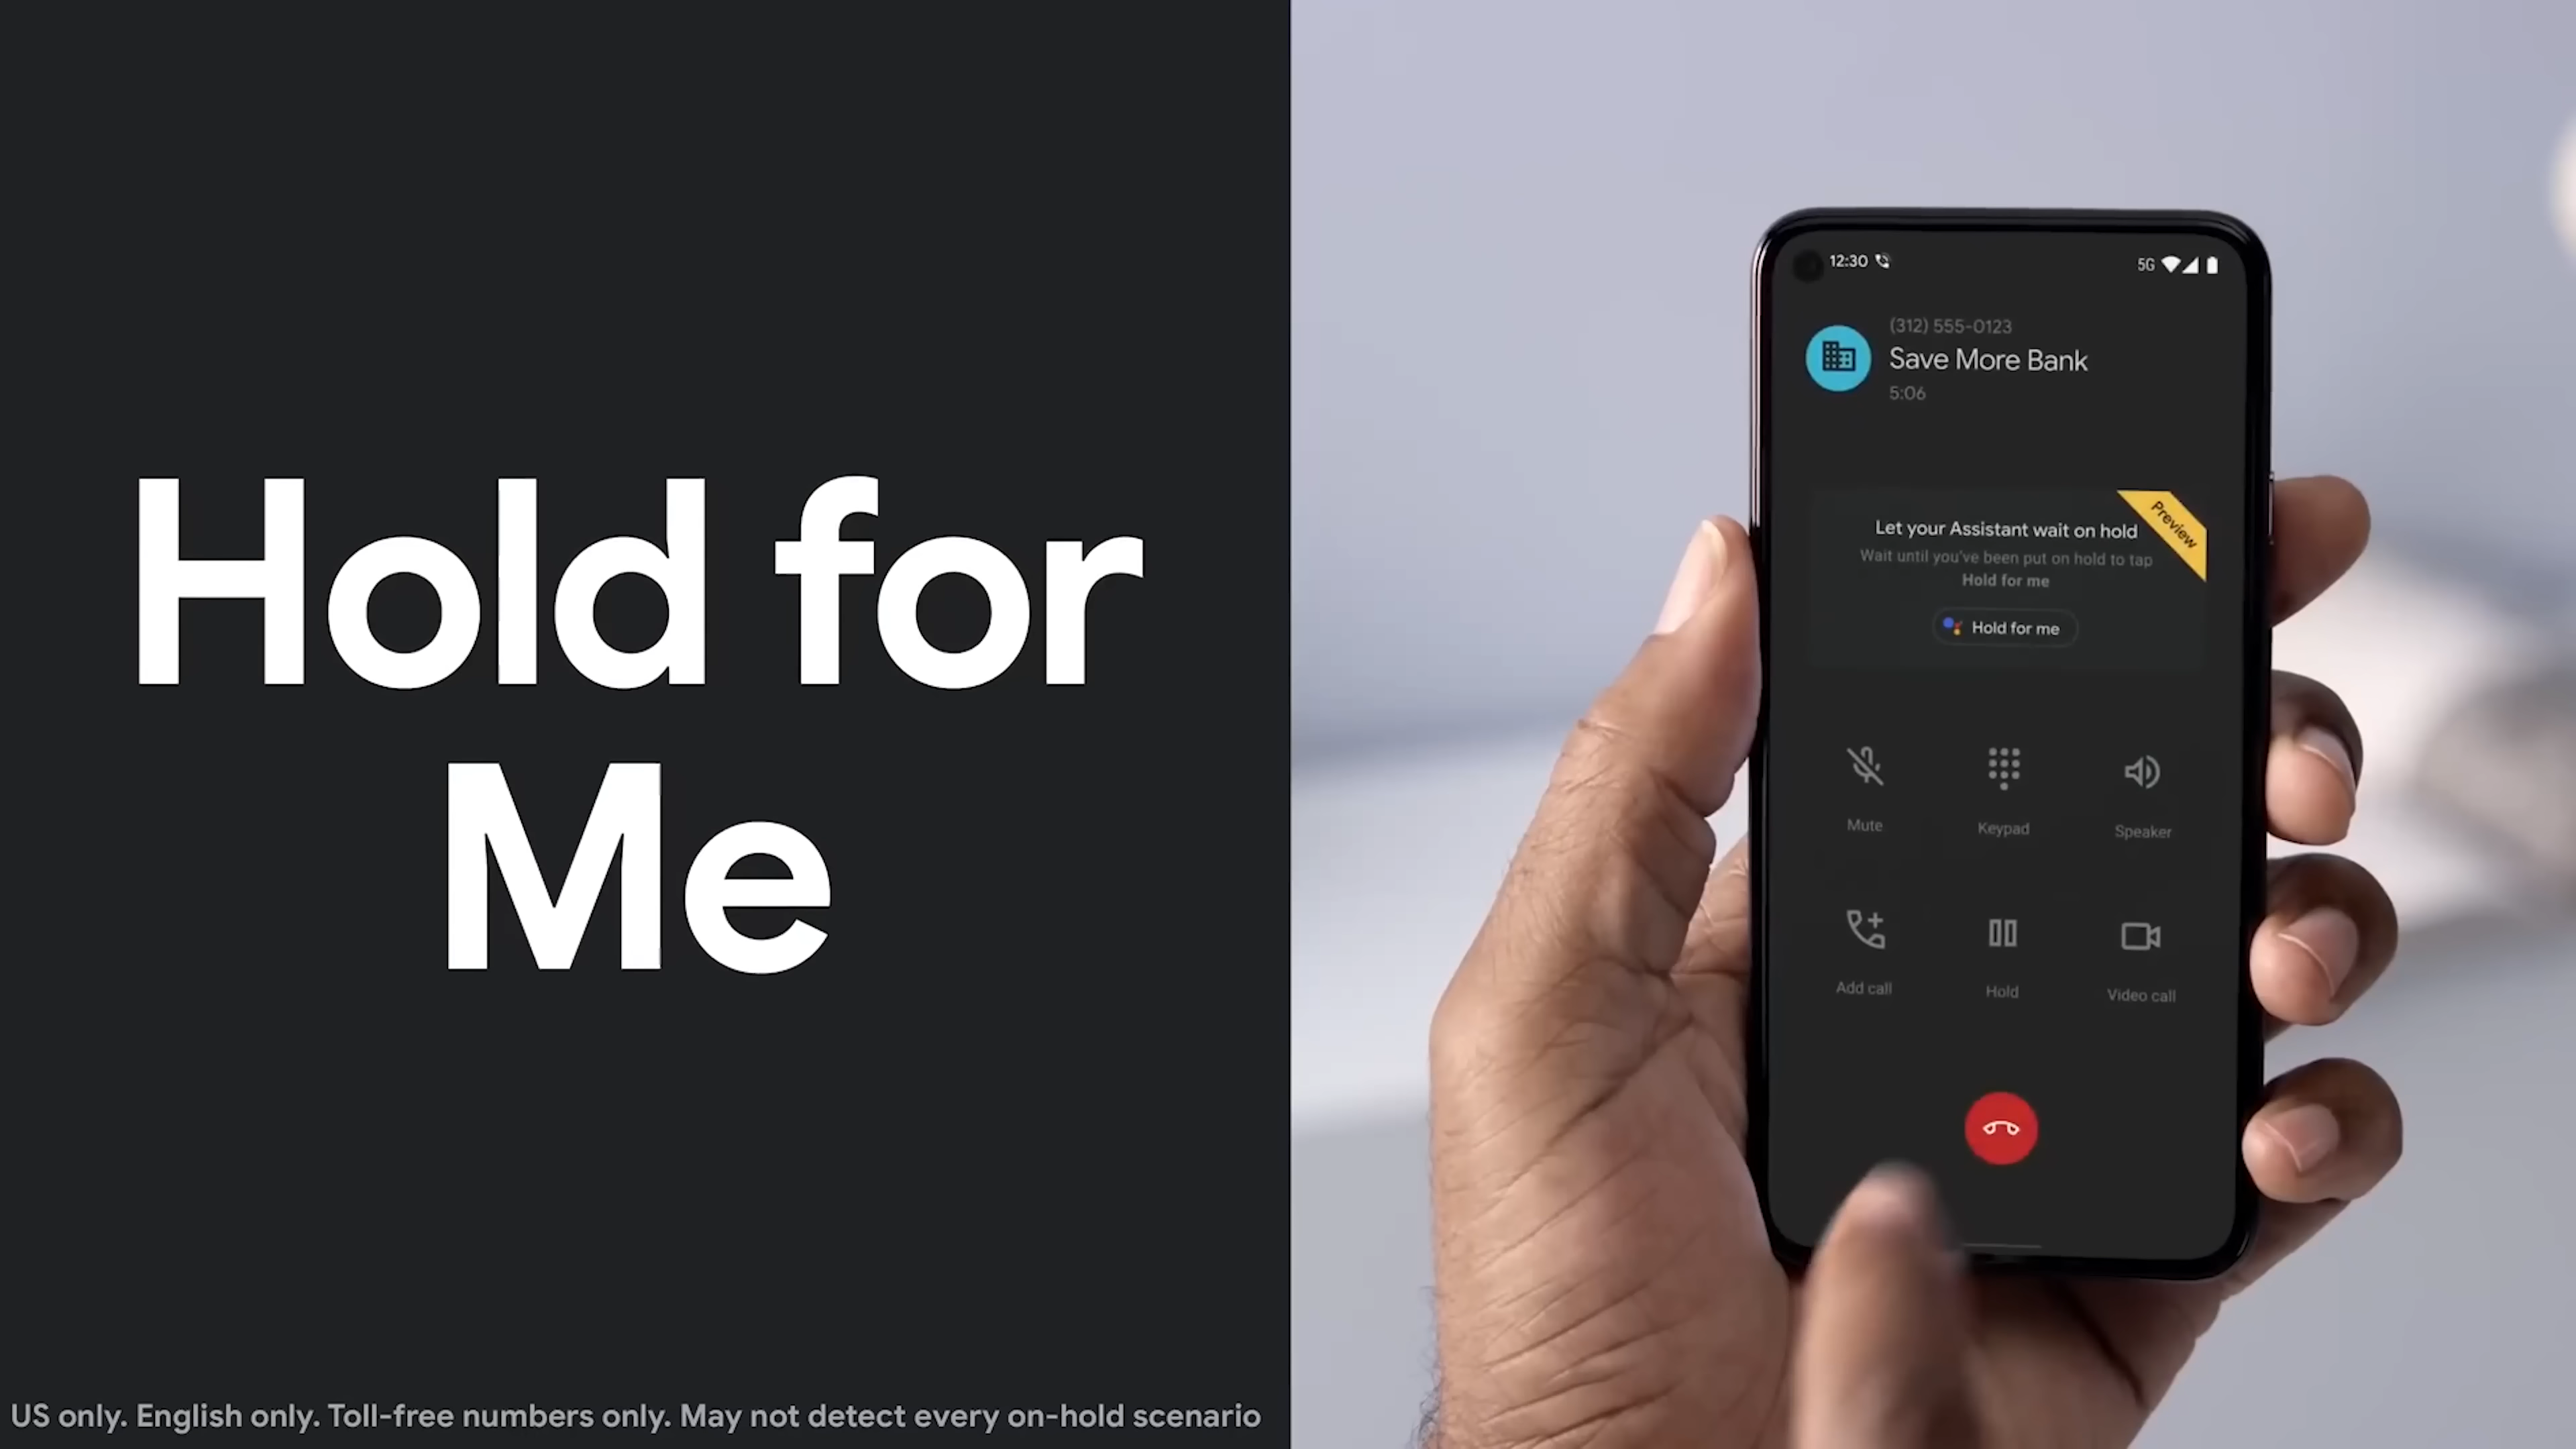 Hold for
Me
US only. English only. Toll-free numbers only. May not detect every on-hold scenario
12:30
5G
(312) 555-0123
Save More Bank
5:06
Preview
Let your Assistant wait on hold
Wait until you've been put on hold to tap
Hold for me
Hold for me
Mute Keypad Speaker
Add call Hold Video call